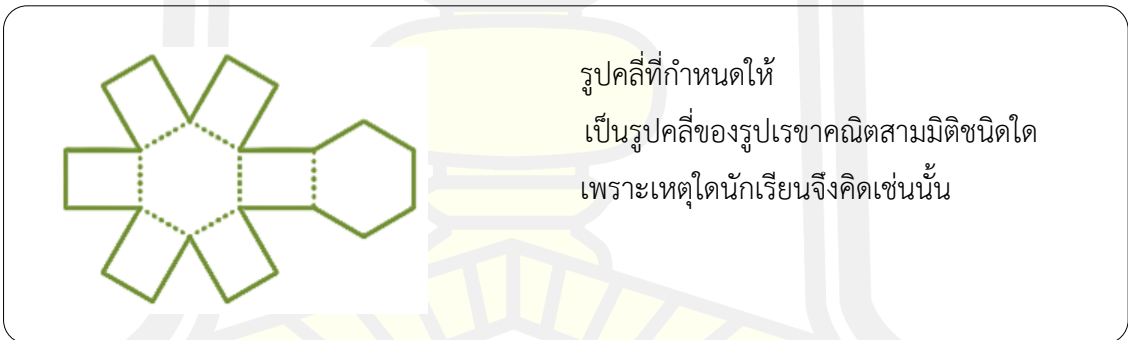 รูปคลี่ที่กำหนดให้
เป็นรูปคลี่ของรูปเรขาคณิตสามมิติชนิดใด
เพราะเหตุใดนักเรียนจึงคิดเช่นนั้น